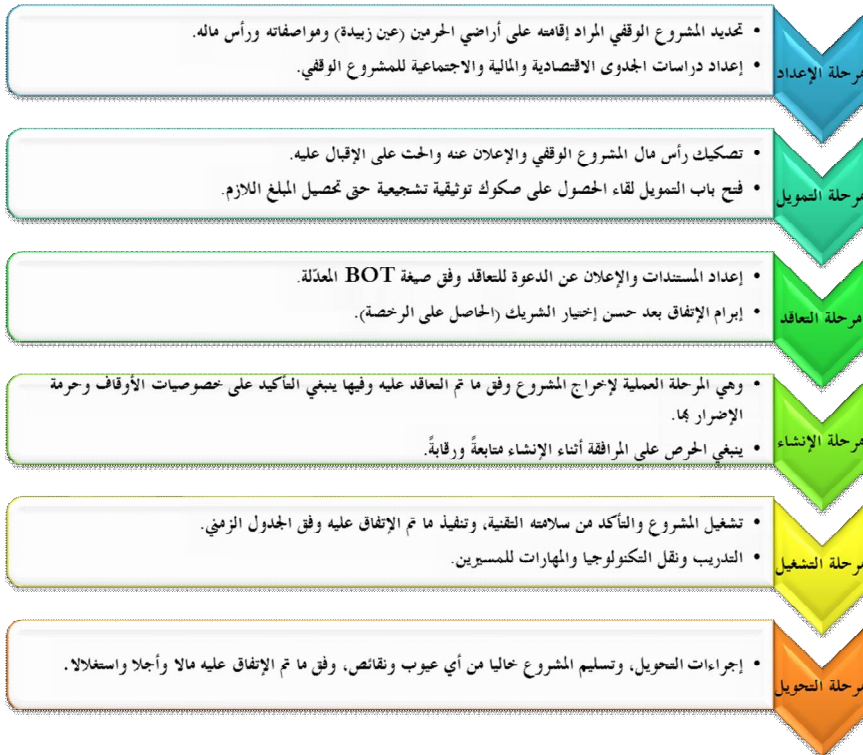 مرحلة الإعداد
• تحديد المشروع الوقفي المراد إقامته على أراضي الحرمين (عين زبيدة) ومواصفاته ورأس ماله.
• إعداد دراسات الجدوى الاقتصادية والمالية والاجتماعية للمشروع الوقفي.
مرحلة التمويل
• تصكيك رأس مال المشروع الوقفي والإعلان عنه والحث على الإقبال عليه.
• فتح باب التمويل لقاء الحصول على صكوك توثيقية تشجيعية حتى تحصيل المبلغ اللازم.
مرحلة التعاقد
• إعداد المستندات والإعلان عن الدعوة للتعاقد وفق صيغة BOT المعدّلة.
• إبرام الإتفاق بعد حسن إختيار الشريك (الحاصل على الرخصة).
مرحلة الإنشاء
• وهي المرحلة العملية لإخراج المشروع وفق ما تم التعاقد عليه وفيها ينبغي التأكيد على خصوصيات الأوقاف وحرمة
الإضرار بها.
• ينبغي الحرص على المرافقة أثناء الإنشاء متابعةً ورقابةً.
مرحلة التشغيل
• تشغيل المشروع والتأكد من سلامته التقنية، وتنفيذ ما تم الإتفاق عليه وفق الجدول الزمني.
• التدريب ونقل التكنولوجيا والمهارات للمسيرين.
مرحلة التحويل
• إجراءات التحويل، وتسليم المشروع خاليا من أي عيوب ونقائص، وفق ما تم الإتفاق عليه مالا وأجلا واستغلالا.